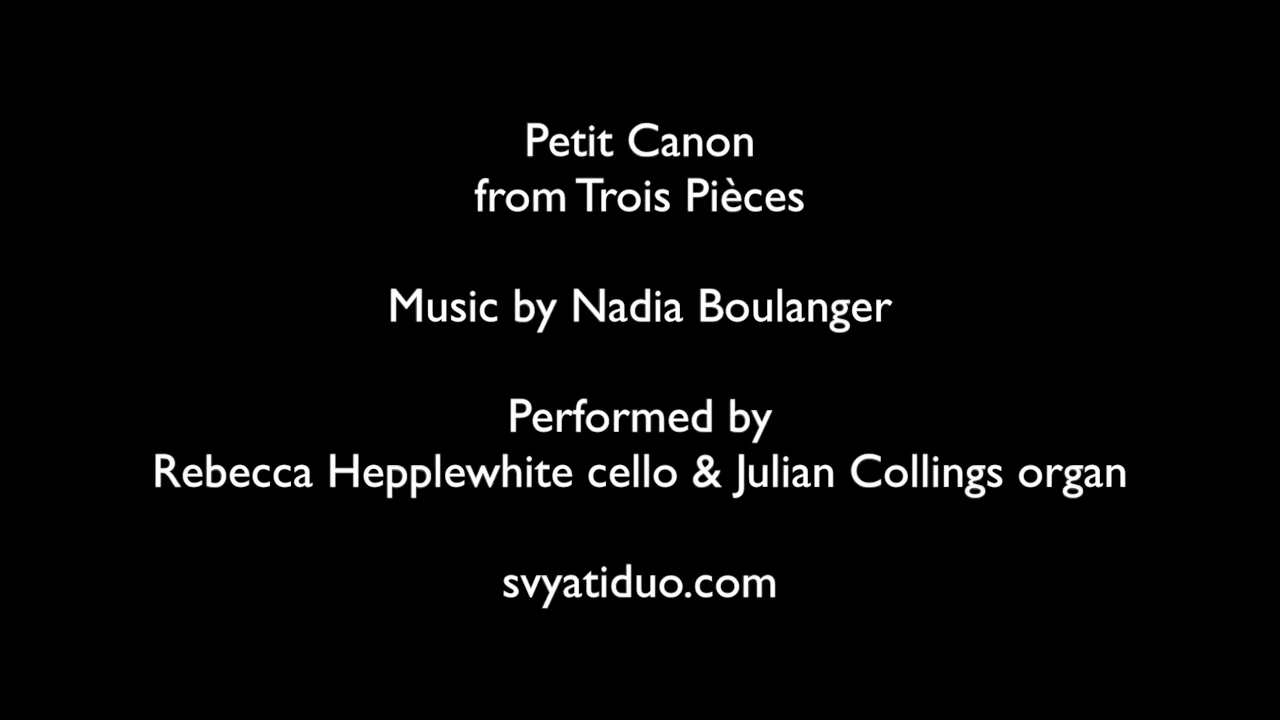 Petit Canon
from Trois Pièces
Music by Nadia Boulanger
Performed by
Rebecca Hepplewhite cello & Julian Collings organ
svyatiduo.com